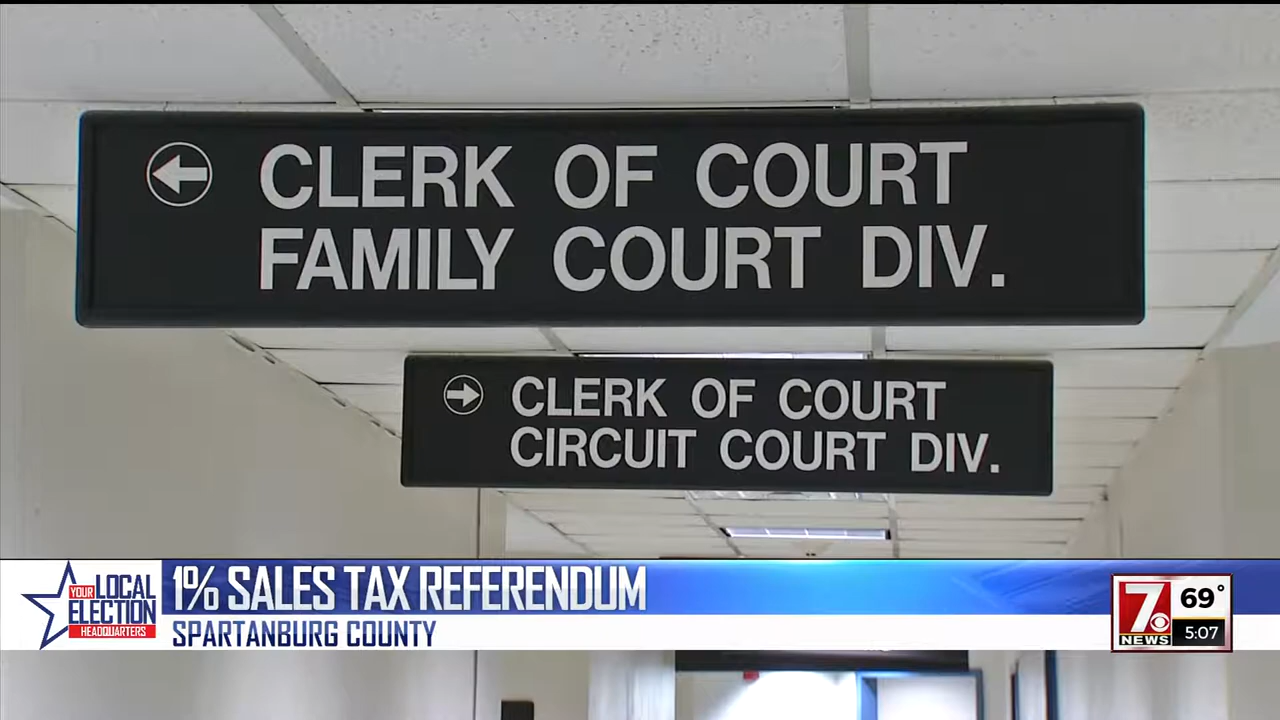 CLERK OF COURT
FAMILY COURT DIV.
CLERK OF COURT
CIRCUIT COURT DIV.
YOUR LOCAL
ELECTION
HEADQUARTERS
1% SALES TAX REFERENDUM
SPARTANBURG COUNTY
7
NEWS
69°
5:07